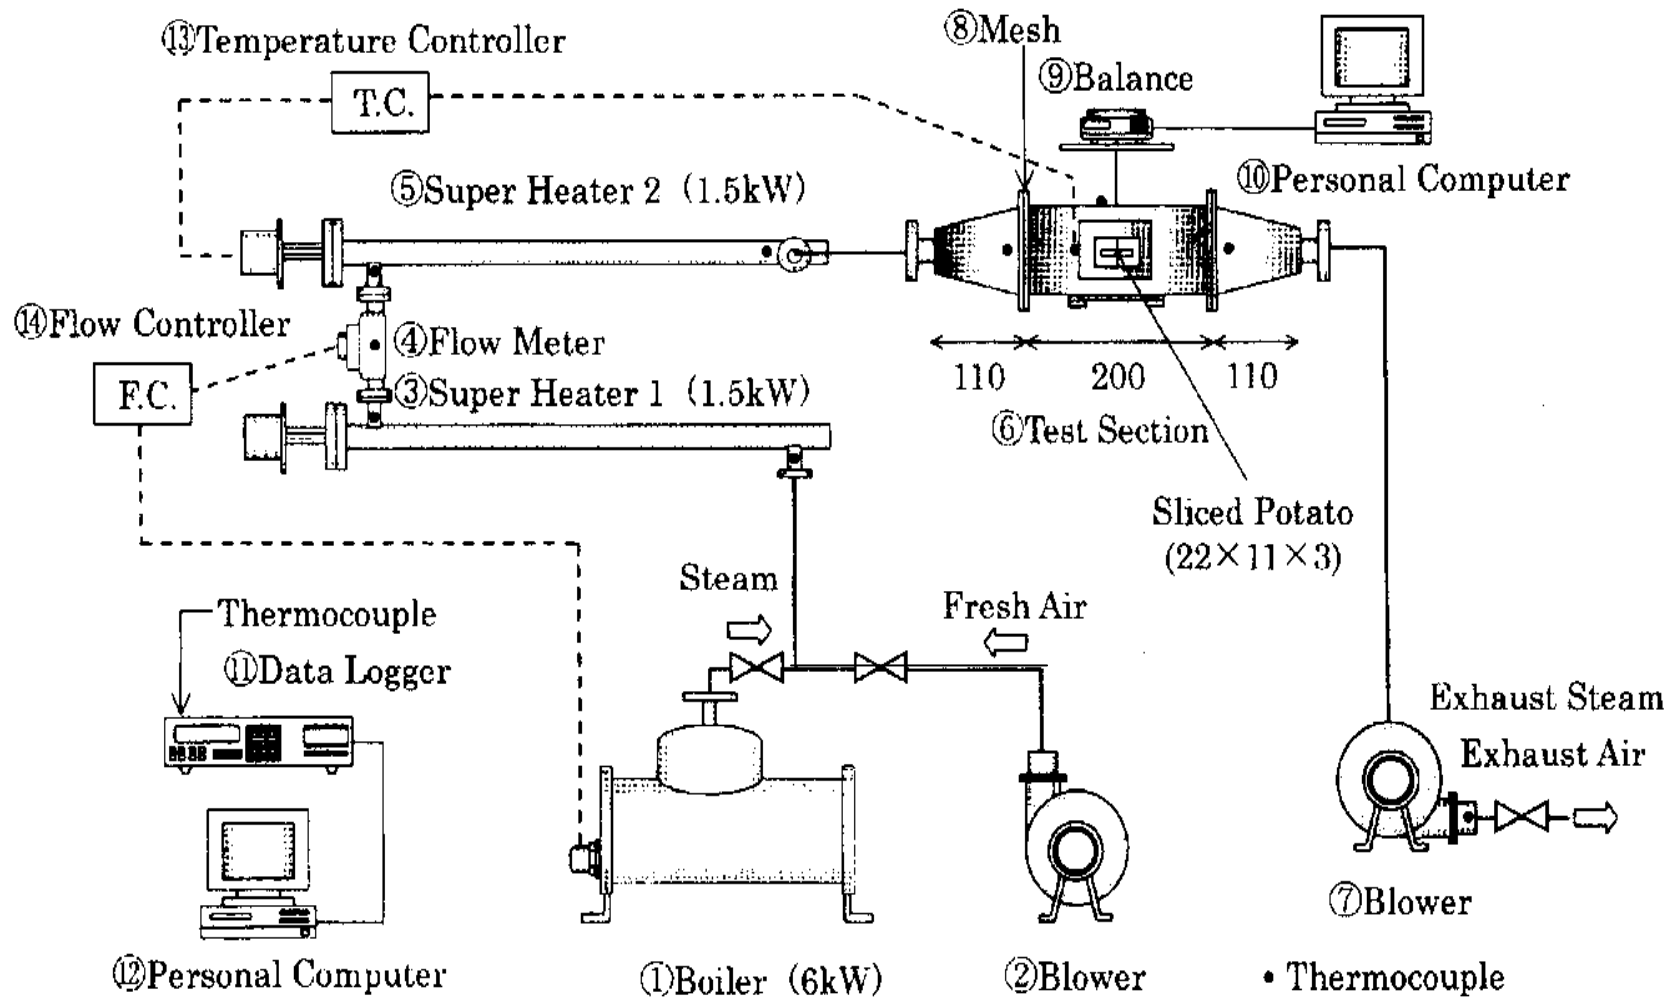 ⑬Temperature Controller
T.C.
⑧Mesh
⑨Balance
⑩Personal Computer
⑤Super Heater 2 (1.5kW)
⑭Flow Controller
F.C.
④Flow Meter
③Super Heater 1 (1.5kW)
110
200
110
⑥Test Section
Sliced Potato
(22×11×3)
Steam
Fresh Air
Thermocouple
⑪Data Logger
Exhaust Steam
Exhaust Air
⑦Blower
⑫Personal Computer
①Boiler (6kW)
②Blower
• Thermocouple